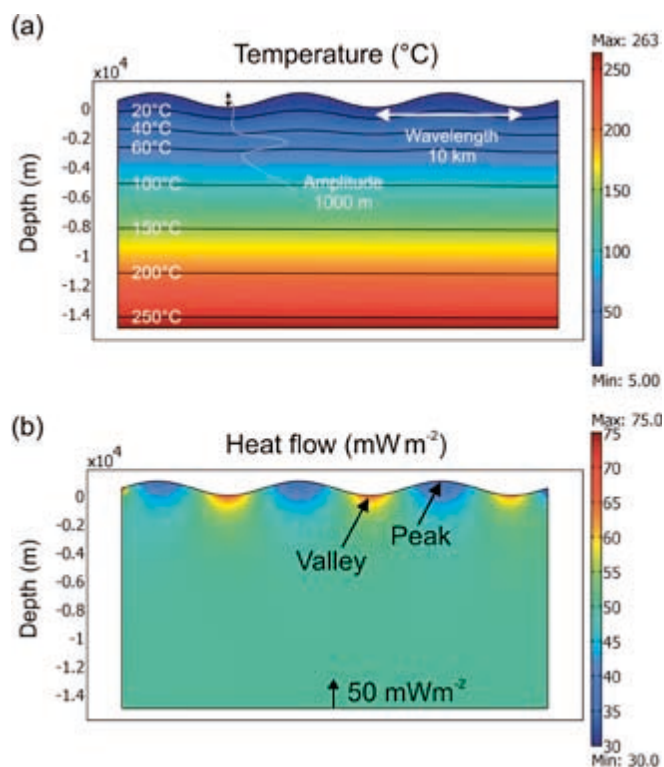 (a)
Temperature (°C)
x10⁴
Max: 263
0
-0.2
-0.4
-0.6
-0.8
-1
-1.2
-1.4
Depth (m)
20°C
40°C
60°C
100°C
150°C
200°C
250°C
Wavelength
10 km
Amplitude
1000 m
250
200
150
100
50
Min: 5.00
(b)
Heat flow (mW m⁻²)
x10⁴
Max: 75.0
0
-0.2
-0.4
-0.6
-0.8
-1
-1.2
-1.4
Depth (m)
Valley
Peak
50 mWm⁻²
75
70
65
60
55
50
45
40
35
30
Min: 30.0